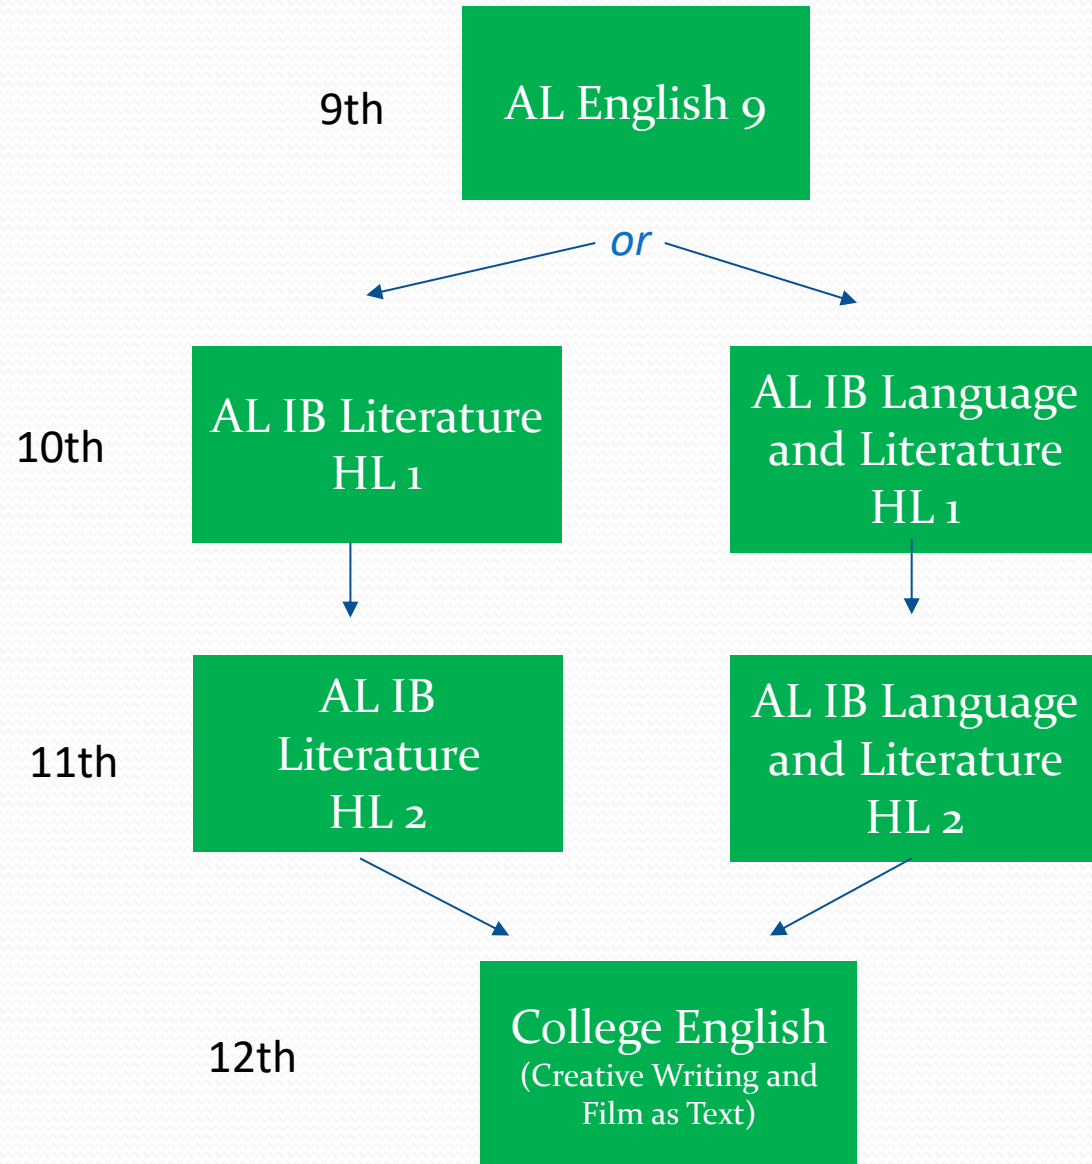 9th
AL English 9
or
10th
AL IB Literature
HL 1
AL IB Language
and Literature
HL 1
11th
AL IB
Literature
HL 2
AL IB Language
and Literature
HL 2
12th
College English
(Creative Writing and
Film as Text)